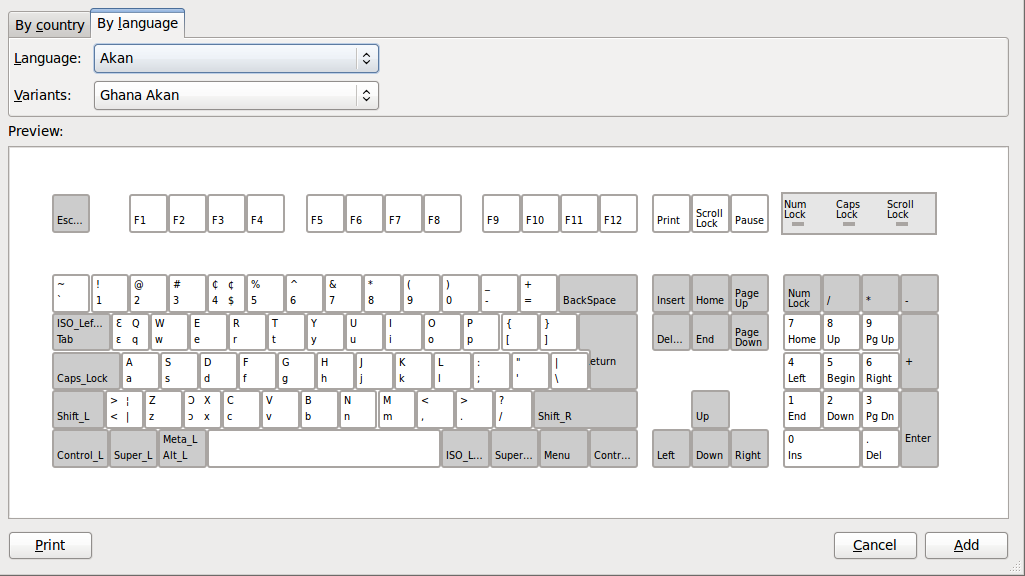 By country By language
Language: Akan
Variants: Ghana Akan
Preview:
Esc... F1 F2 F3 F4 F5 F6 F7 F8 F9 F10 F11 F12 Print Scroll Lock Pause Num Lock Caps Lock Scroll Lock
~ ! @ # ¢ ¢ % ^ & * ( ) _ +
` 1 2 3 4 $ 5 6 7 8 9 0 - = BackSpace Insert Home Page Up Num Lock / * -
ISO_Lef... Ɛ Q W E R T Y U I O P { } 7 8 9
Tab ɛ q w e r t y u i o p [ ] Del... End Page Down Home Up Pg Up
A S D F G H J K L : " | eturn 4 5 6 +
Caps_Lock a s d f g h j k l ; ' \ Left Begin Right
> ¦ Z Ɔ X C V B N M < > ? 1 2 3
Shift_L < | z ɔ x c v b n m , . / Shift_R Up End Down Pg Dn
Meta_L 0 . Enter
Control_L Super_L Alt_L ISO_L... Super... Menu Contr... Left Down Right Ins Del
Print Cancel Add